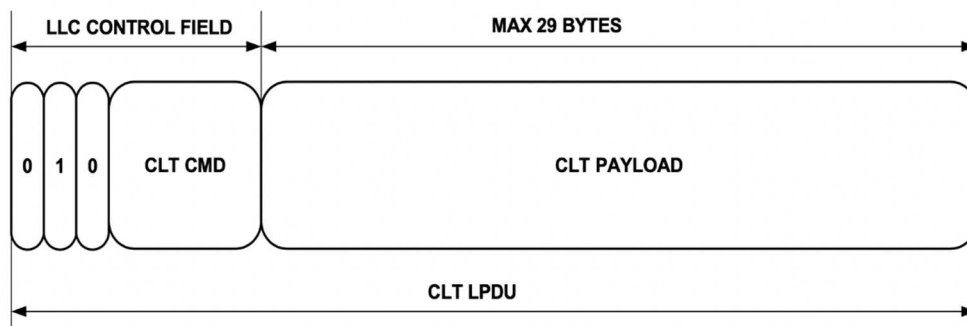 LLC CONTROL FIELD MAX 29 BYTES
0 1 0 CLT CMD CLT PAYLOAD
CLT LPDU